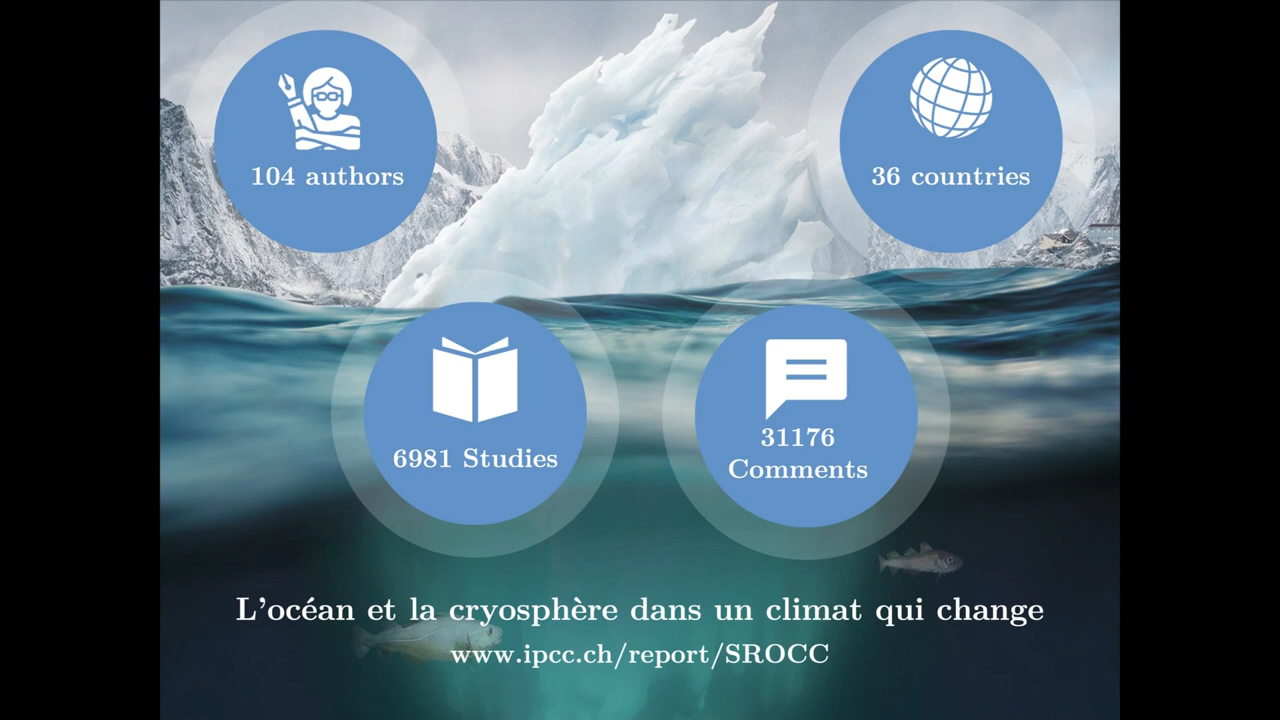 104 authors
36 countries
6981 Studies
31176
Comments
L'océan et la cryosphère dans un climat qui change
www.ipcc.ch/report/SROCC